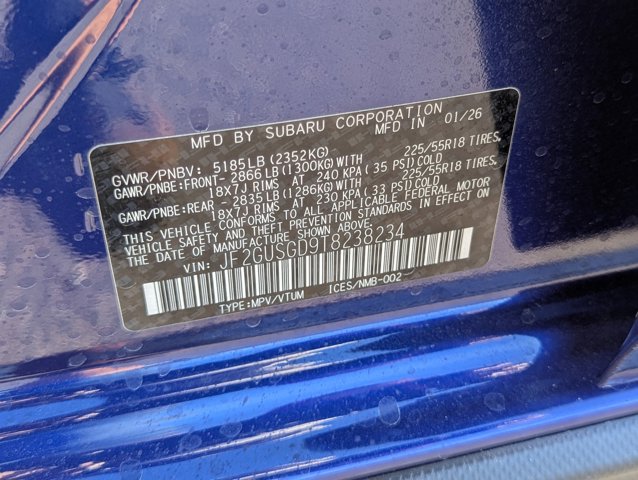 MFD BY SUBARU CORPORATION
MFD IN 01/26
GVWR/PNBV: 5185LB (2352KG)
GAWR/PNBE:FRONT-2866LB(1300KG)WITH 225/55R18 TIRES,
18X7J RIMS AT 240 KPA( 35 PSI)COLD
GAWR/PNBE:REAR -2835LB(1286KG)WITH 225/55R18 TIRES,
18X7J RIMS AT 230 KPA( 33 PSI)COLD
THIS VEHICLE CONFORMS TO ALL APPLICABLE FEDERAL MOTOR
VEHICLE SAFETY AND THEFT PREVENTION STANDARDS IN EFFECT ON
THE DATE OF MANUFACTURE SHOWN ABOVE.
VIN: JF2GUSGD9T8238234
TYPE:MPV/VTUM ICES/NMB-002